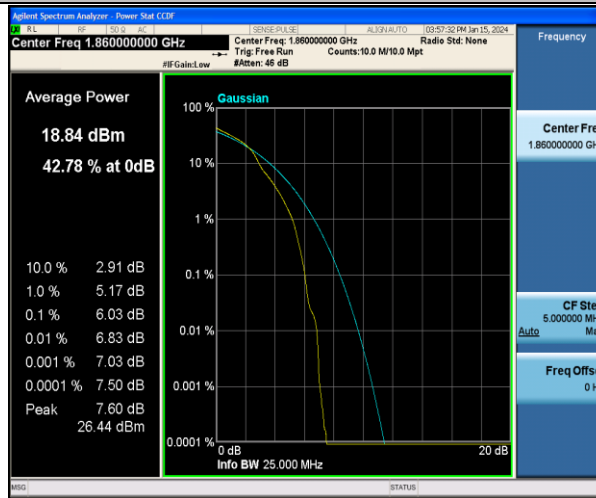 Agilent Spectrum Analyzer - Power Stat CCDF
RL RF 50 Ω AC SENSE:PULSE ALIGN AUTO 03:57:32 PM Jan 15, 2024
Center Freq 1.860000000 GHz
Center Freq: 1.860000000 GHz Radio Std: None
Trig: Free Run Counts:10.0 M/10.0 Mpt
#IFGain:Low #Atten: 46 dB
Frequency
Average Power
18.84 dBm
42.78 % at 0dB
10.0 % 2.91 dB
1.0 % 5.17 dB
0.1 % 6.03 dB
0.01 % 6.83 dB
0.001 % 7.03 dB
0.0001 % 7.50 dB
Peak 7.60 dB
26.44 dBm
Gaussian
100 %
10 %
1 %
0.1 %
0.01 %
0.001 %
0.0001 %
0 dB 20 dB
Info BW 25.000 MHz
Center Fre
1.860000000 GH
CF Ste
5.000000 MH
Auto Ma
Freq Offs
0 H
MSG STATUS